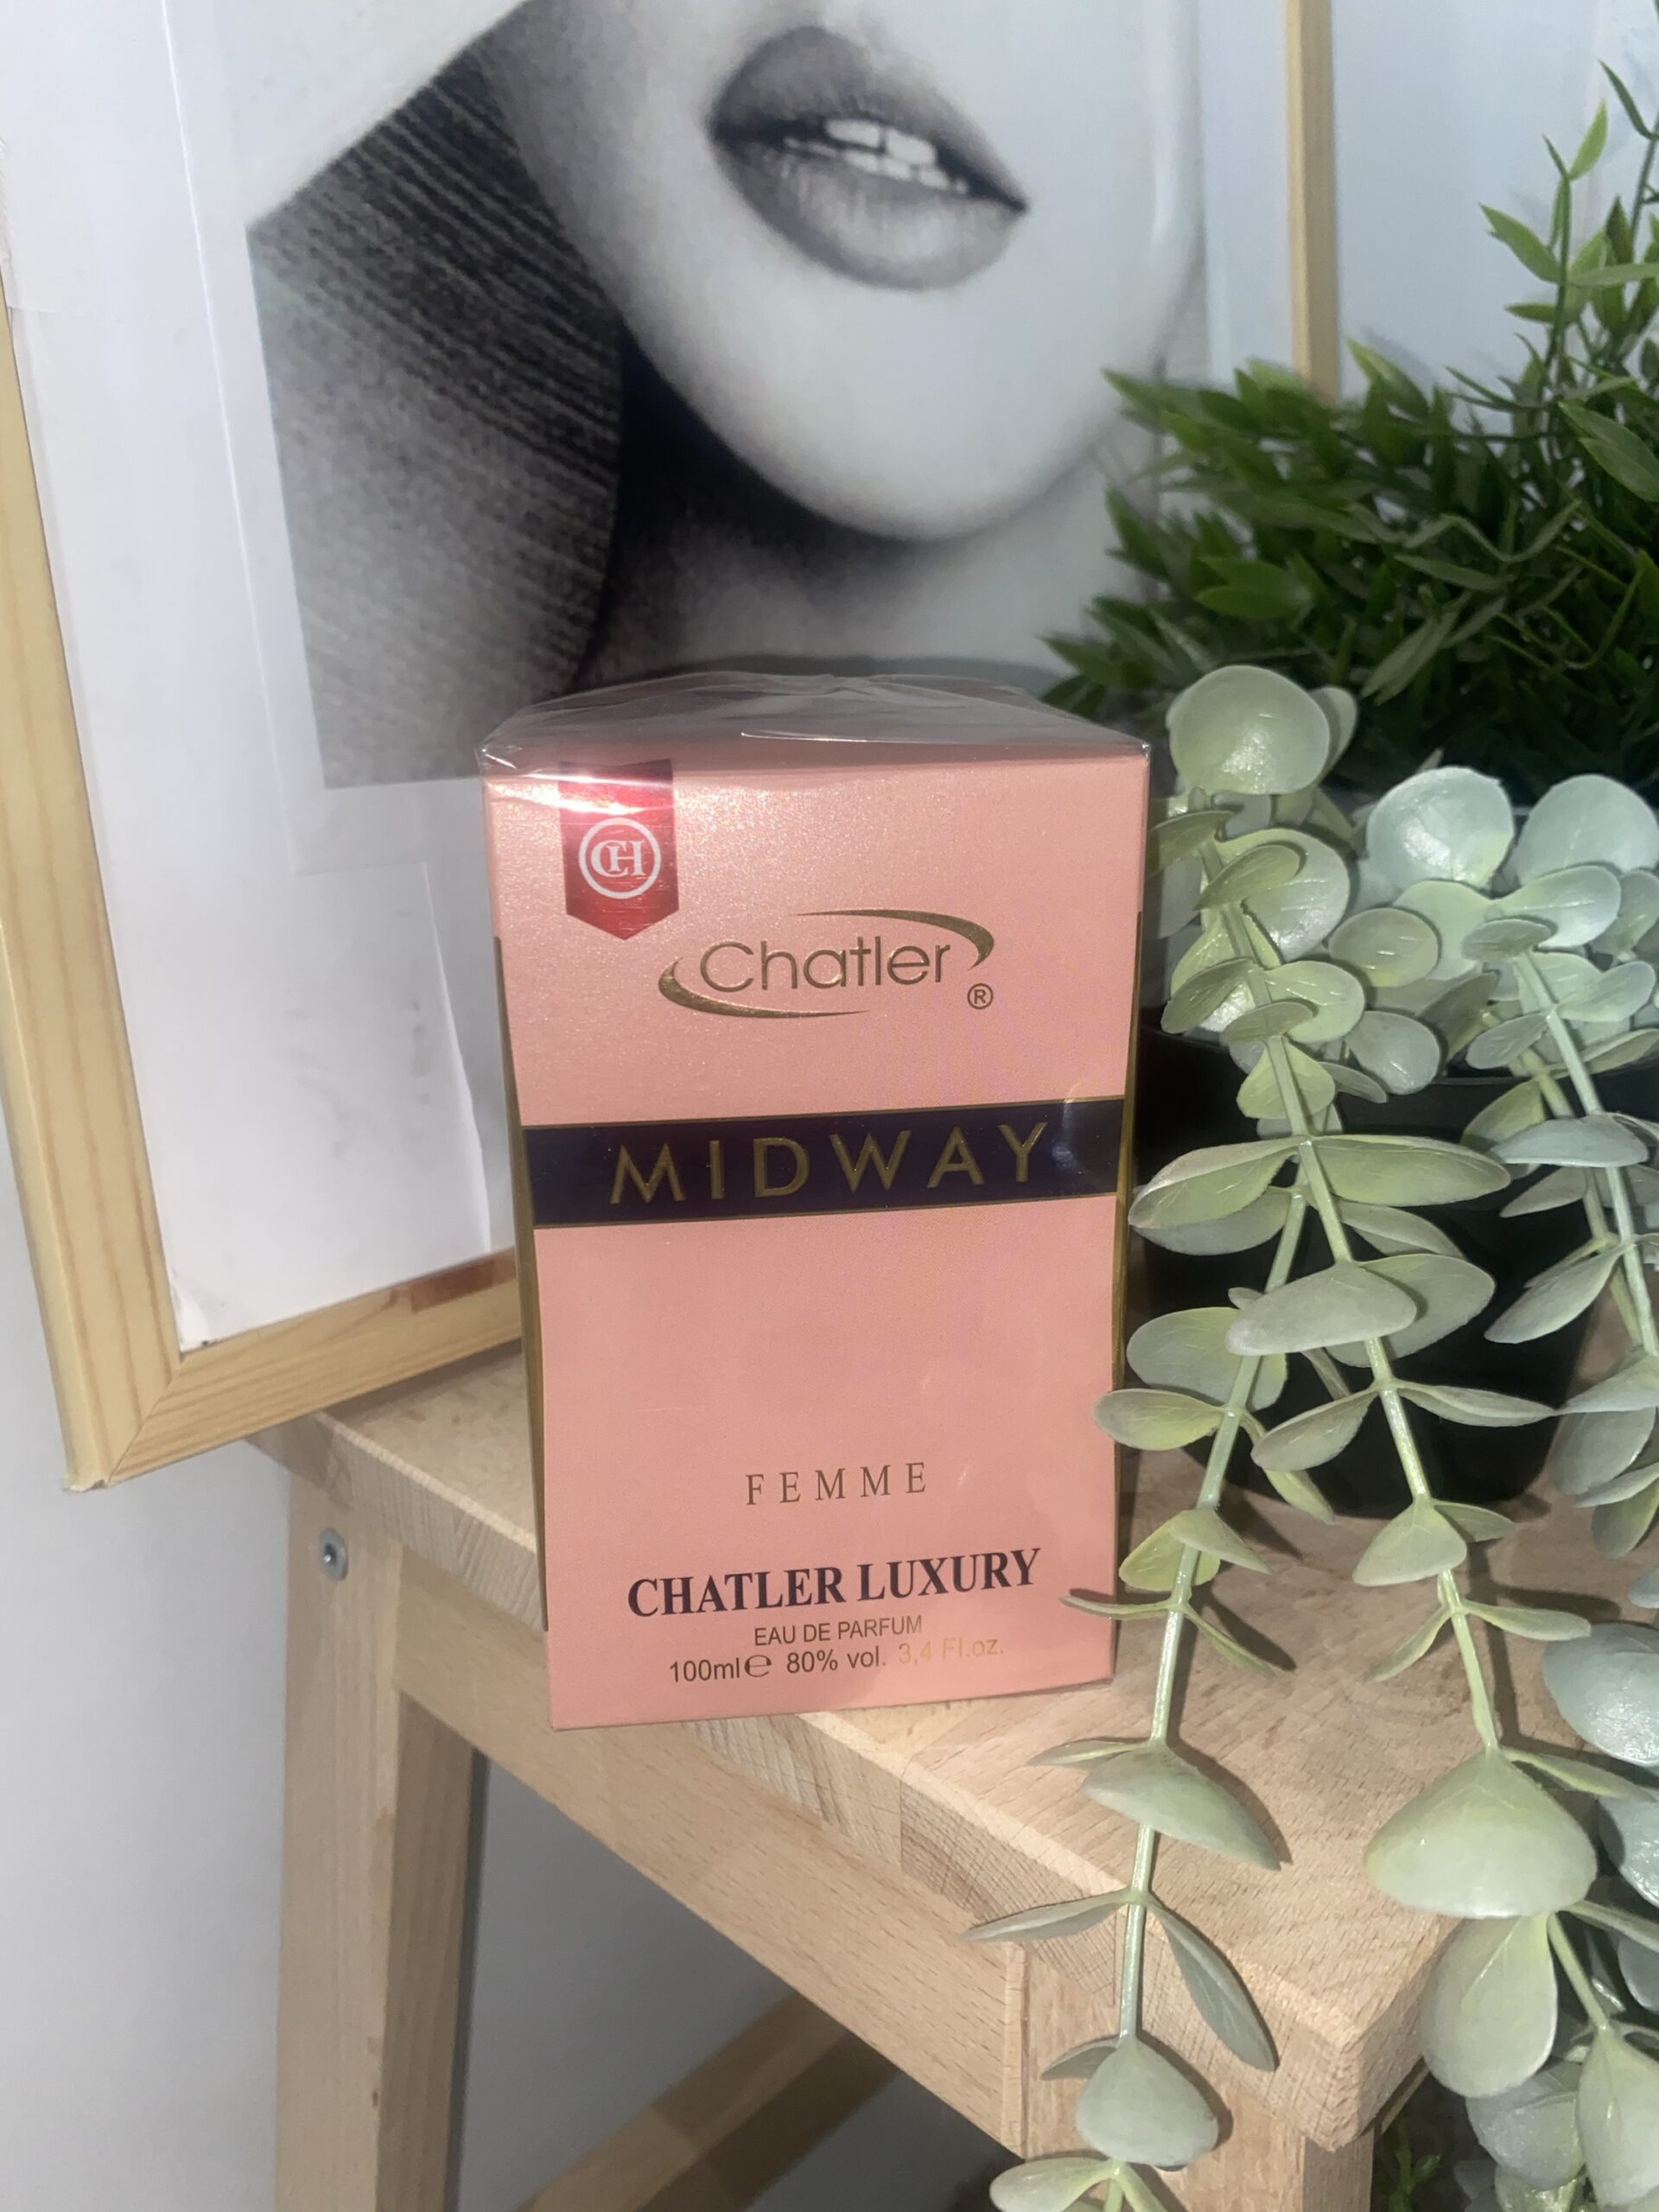 CH
Chatler
®
MIDWAY
FEMME
CHATLER LUXURY
EAU DE PARFUM
100ml℮ 80% vol. 3,4 Fl.oz.